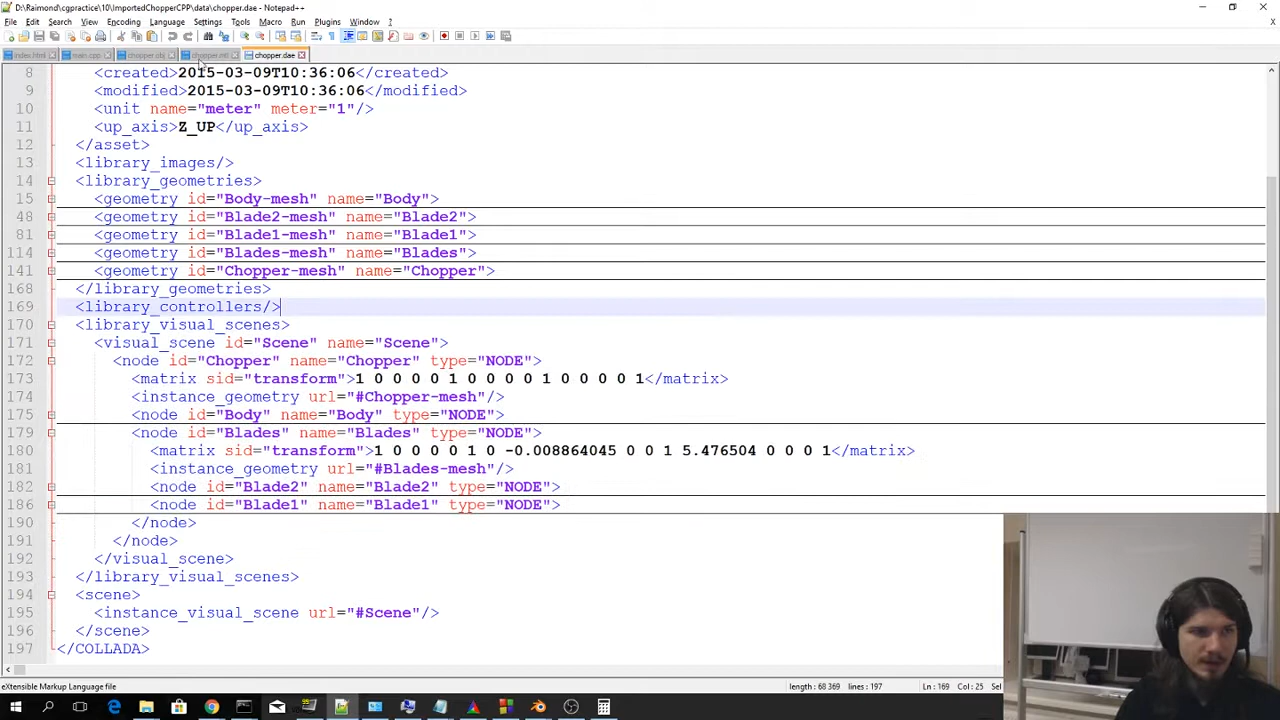 D:\Raimond\cgpractice\10\ImportedChopperCPP\data\chopper.dae - Notepad++
File Edit Search View Encoding Language Settings Tools Macro Run Plugins Window ?
index.html main.cpp chopper.obj chopper.mtl chopper.dae
8 <created>2015-03-09T10:36:06</created>
9 <modified>2015-03-09T10:36:06</modified>
10 <unit name="meter" meter="1"/>
11 <up_axis>Z_UP</up_axis>
12 </asset>
13 <library_images/>
14 <library_geometries>
15 <geometry id="Body-mesh" name="Body">
48 <geometry id="Blade2-mesh" name="Blade2">
81 <geometry id="Blade1-mesh" name="Blade1">
114 <geometry id="Blades-mesh" name="Blades">
141 <geometry id="Chopper-mesh" name="Chopper">
168 </library_geometries>
169 <library_controllers/>
170 <library_visual_scenes>
171 <visual_scene id="Scene" name="Scene">
172 <node id="Chopper" name="Chopper" type="NODE">
173 <matrix sid="transform">1 0 0 0 0 1 0 0 0 0 1 0 0 0 0 1</matrix>
174 <instance_geometry url="#Chopper-mesh"/>
175 <node id="Body" name="Body" type="NODE">
179 <node id="Blades" name="Blades" type="NODE">
180 <matrix sid="transform">1 0 0 0 0 1 0 -0.008864045 0 0 1 5.476504 0 0 0 1</matrix>
181 <instance_geometry url="#Blades-mesh"/>
182 <node id="Blade2" name="Blade2" type="NODE">
186 <node id="Blade1" name="Blade1" type="NODE">
190 </node>
191 </node>
192 </visual_scene>
193 </library_visual_scenes>
194 <scene>
195 <instance_visual_scene url="#Scene"/>
196 </scene>
197 </COLLADA>
eXtensible Markup Language file length : 68 369 lines : 197 Ln : 169 Col : 25 Sel